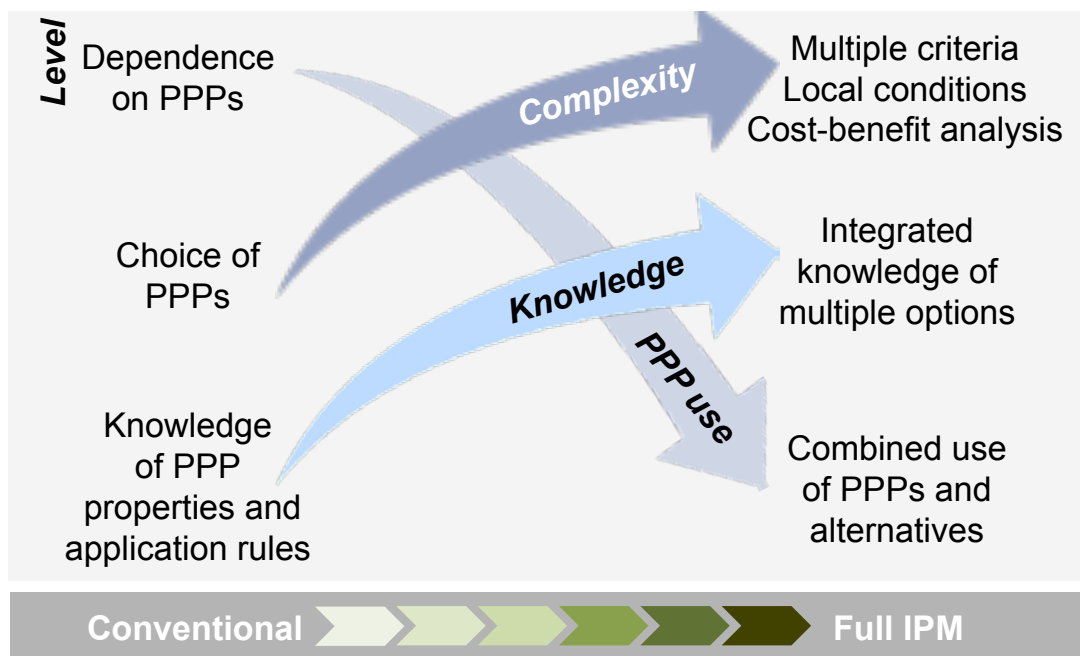 Level
Dependence
on PPPs
Complexity
Multiple criteria
Local conditions
Cost-benefit analysis
Choice of
PPPs
Knowledge
Integrated
knowledge of
multiple options
PPP use
Knowledge
of PPP
properties and
application rules
Combined use
of PPPs and
alternatives
Conventional
Full IPM